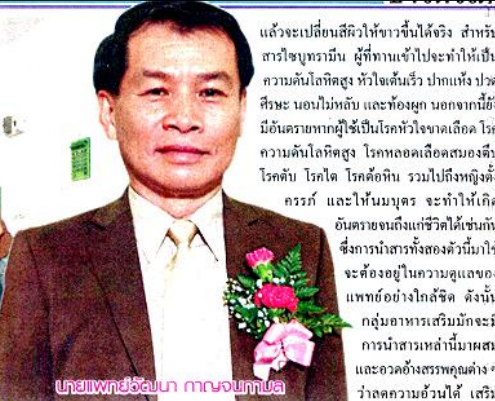 แล้วจะเปลี่ยนสีผิวให้ขาวขึ้นได้จริง สำหรับ
สารไซบูทรามีน ผู้ที่ทานเข้าไปจะทำให้เป็น
ความดันโลหิตสูง หัวใจเต้นเร็ว ปากแห้ง ปวด
ศีรษะ นอนไม่หลับ และท้องผูก นอกจากนี้ยัง
มีอันตรายหากผู้ใช้เป็นโรคหัวใจขาดเลือด โรค
ความดันโลหิตสูง โรคหลอดเลือดสมองตีบ
โรคตับ โรคไต โรคต้อหิน รวมไปถึงหญิงตั้ง
ครรภ์ และให้นมบุตร จะทำให้เกิด
อันตรายจนถึงแก่ชีวิตได้เช่นกัน
ซึ่งการนำสารทั้งสองตัวนี้มาใช้
จะต้องอยู่ในความดูแลของ
แพทย์อย่างใกล้ชิด ดังนั้น
กลุ่มอาหารเสริมมักจะมี
การนำสารเหล่านี้มาผสม
และอวดอ้างสรรพคุณต่าง ๆ
ว่าลดความอ้วนได้ เสริม
นายแพทย์วัฒนา กาญจนกามล